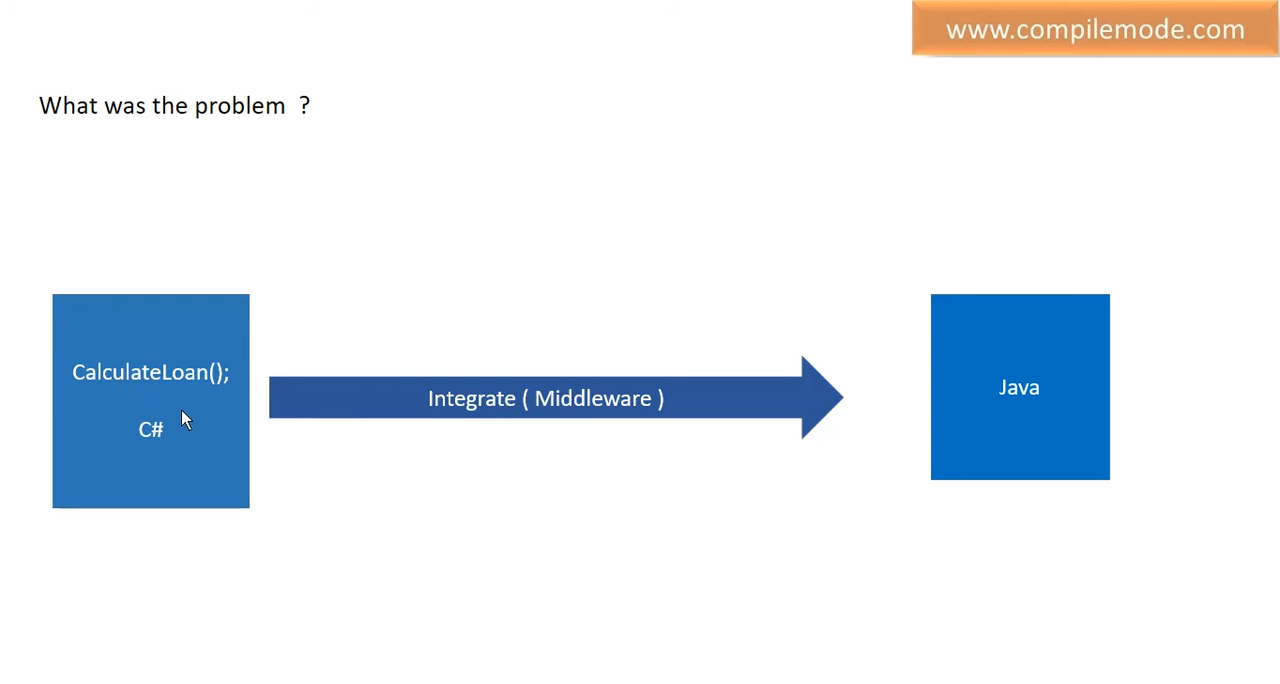 www.compilemode.com
What was the problem ?
CalculateLoan();
C#
Integrate ( Middleware )
Java